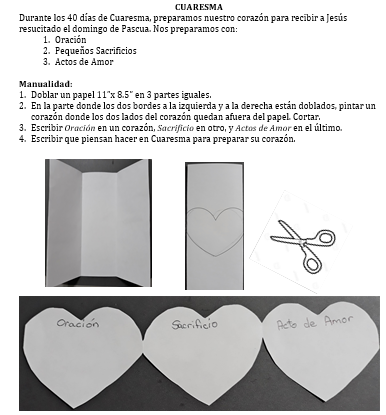 CUARESMA
Durante los 40 días de Cuaresma, preparamos nuestro corazón para recibir a Jesús
resucitado el domingo de Pascua. Nos preparamos con:
1. Oración
2. Pequeños Sacrificios
3. Actos de Amor
Manualidad:
1. Doblar un papel 11"x 8.5" en 3 partes iguales.
2. En la parte donde los dos bordes a la izquierda y a la derecha están doblados, pintar un
corazón donde los dos lados del corazón quedan afuera del papel. Cortar.
3. Escribir Oración en un corazón, Sacrificio en otro, y Actos de Amor en el último.
4. Escribir que piensan hacer en Cuaresma para preparar su corazón.
Oración Sacrificio Acto de Amor